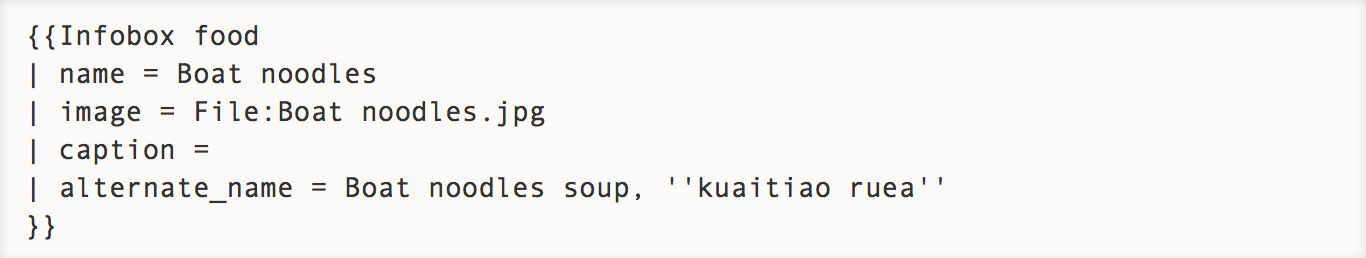 {{Infobox food
| name = Boat noodles
| image = File:Boat noodles.jpg
| caption =
| alternate_name = Boat noodles soup, ''kuaitiao ruea''
}}